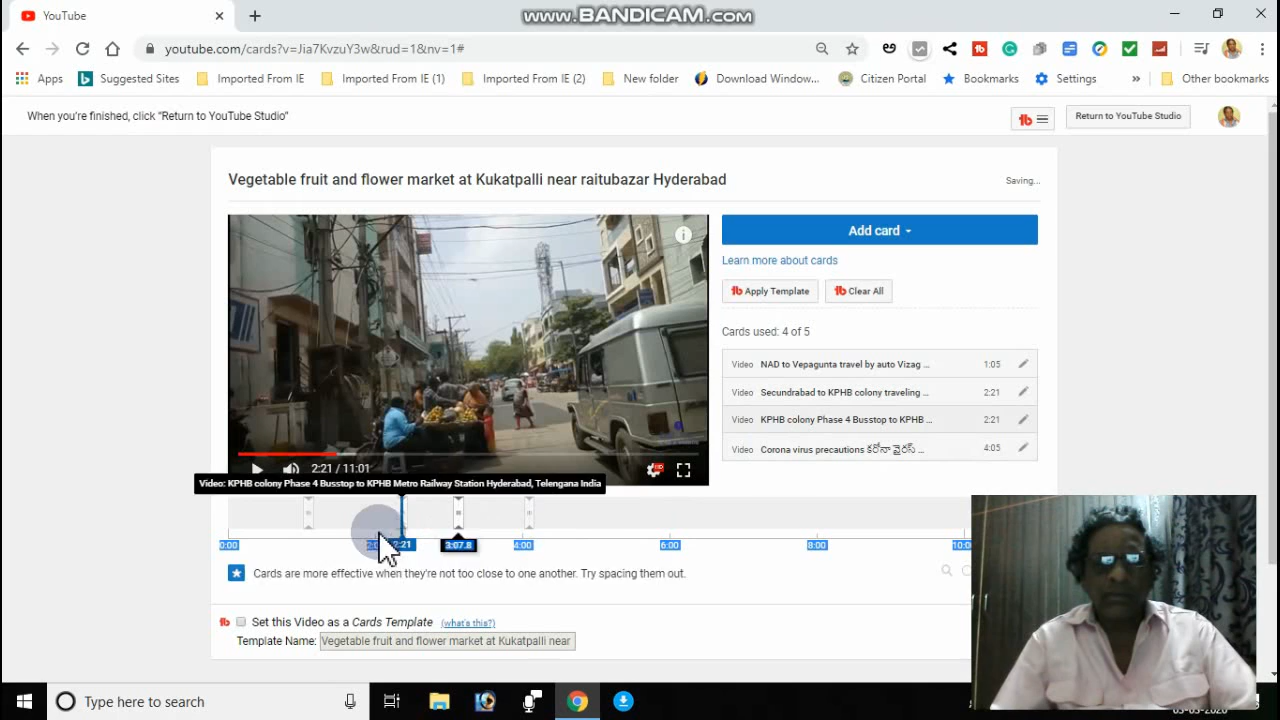 YouTube
www.BANDICAM.com
youtube.com/cards?v=Jia7KvzuY3w&rud=1&nv=1#
Apps
Suggested Sites
Imported From IE
Imported From IE (1)
Imported From IE (2)
New folder
Download Window...
Citizen Portal
Bookmarks
Settings
»
Other bookmarks
When you're finished, click "Return to YouTube Studio"
Return to YouTube Studio
Vegetable fruit and flower market at Kukatpalli near raitubazar Hyderabad
Saving...
Add card
Learn more about cards
Apply Template
Clear All
Cards used: 4 of 5
Video NAD to Vepagunta travel by auto Vizag ... 1:05
Video Secundrabad to KPHB colony traveling ... 2:21
Video KPHB colony Phase 4 Busstop to KPHB ... 2:21
Video Corona virus precautions కరోనా వైరస్ ... 4:05
2:21 / 11:01
HD
Video: KPHB colony Phase 4 Busstop to KPHB Metro Railway Station Hyderabad, Telengana India
0:00
2:21
3:07.8
4:00
6:00
8:00
Cards are more effective when they're not too close to one another. Try spacing them out.
Set this Video as a Cards Template (what's this?)
Template Name: Vegetable fruit and flower market at Kukatpalli near
Type here to search